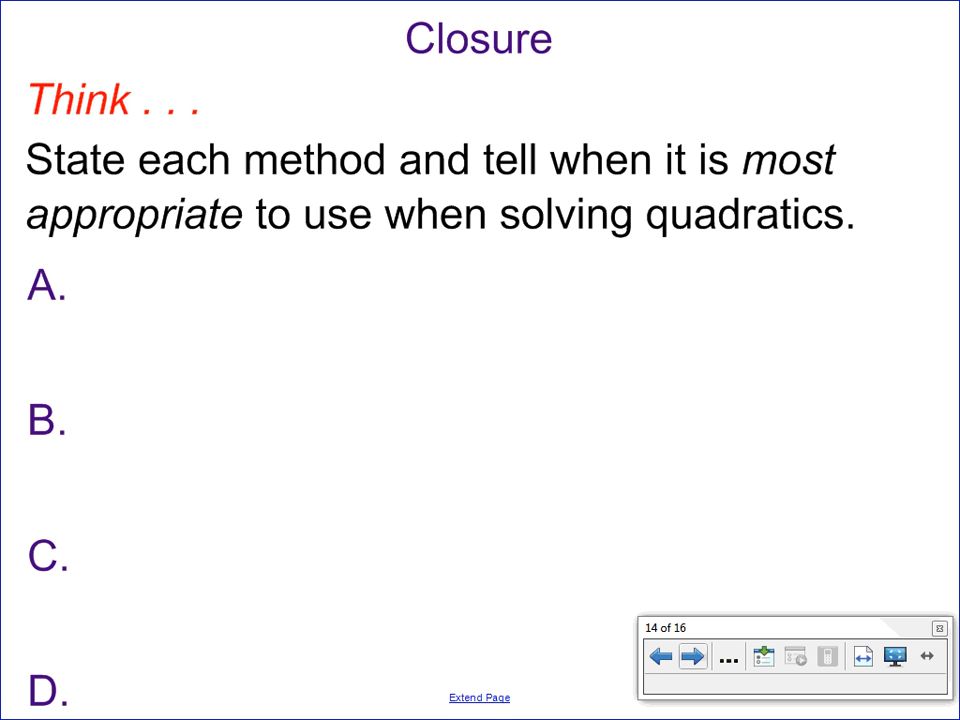 Closure
Think . . .
State each method and tell when it is most
appropriate to use when solving quadratics.
A.
B.
C.
14 of 16
D.
Extend Page